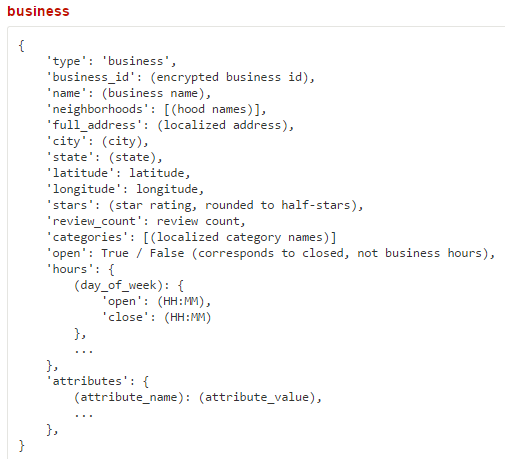 business
{
    'type': 'business',
    'business_id': (encrypted business id),
    'name': (business name),
    'neighborhoods': [(hood names)],
    'full_address': (localized address),
    'city': (city),
    'state': (state),
    'latitude': latitude,
    'longitude': longitude,
    'stars': (star rating, rounded to half-stars),
    'review_count': review count,
    'categories': [(localized category names)]
    'open': True / False (corresponds to closed, not business hours),
    'hours': {
        (day_of_week): {
            'open': (HH:MM),
            'close': (HH:MM)
        },
        ...
    },
    'attributes': {
        (attribute_name): (attribute_value),
        ...
    },
}